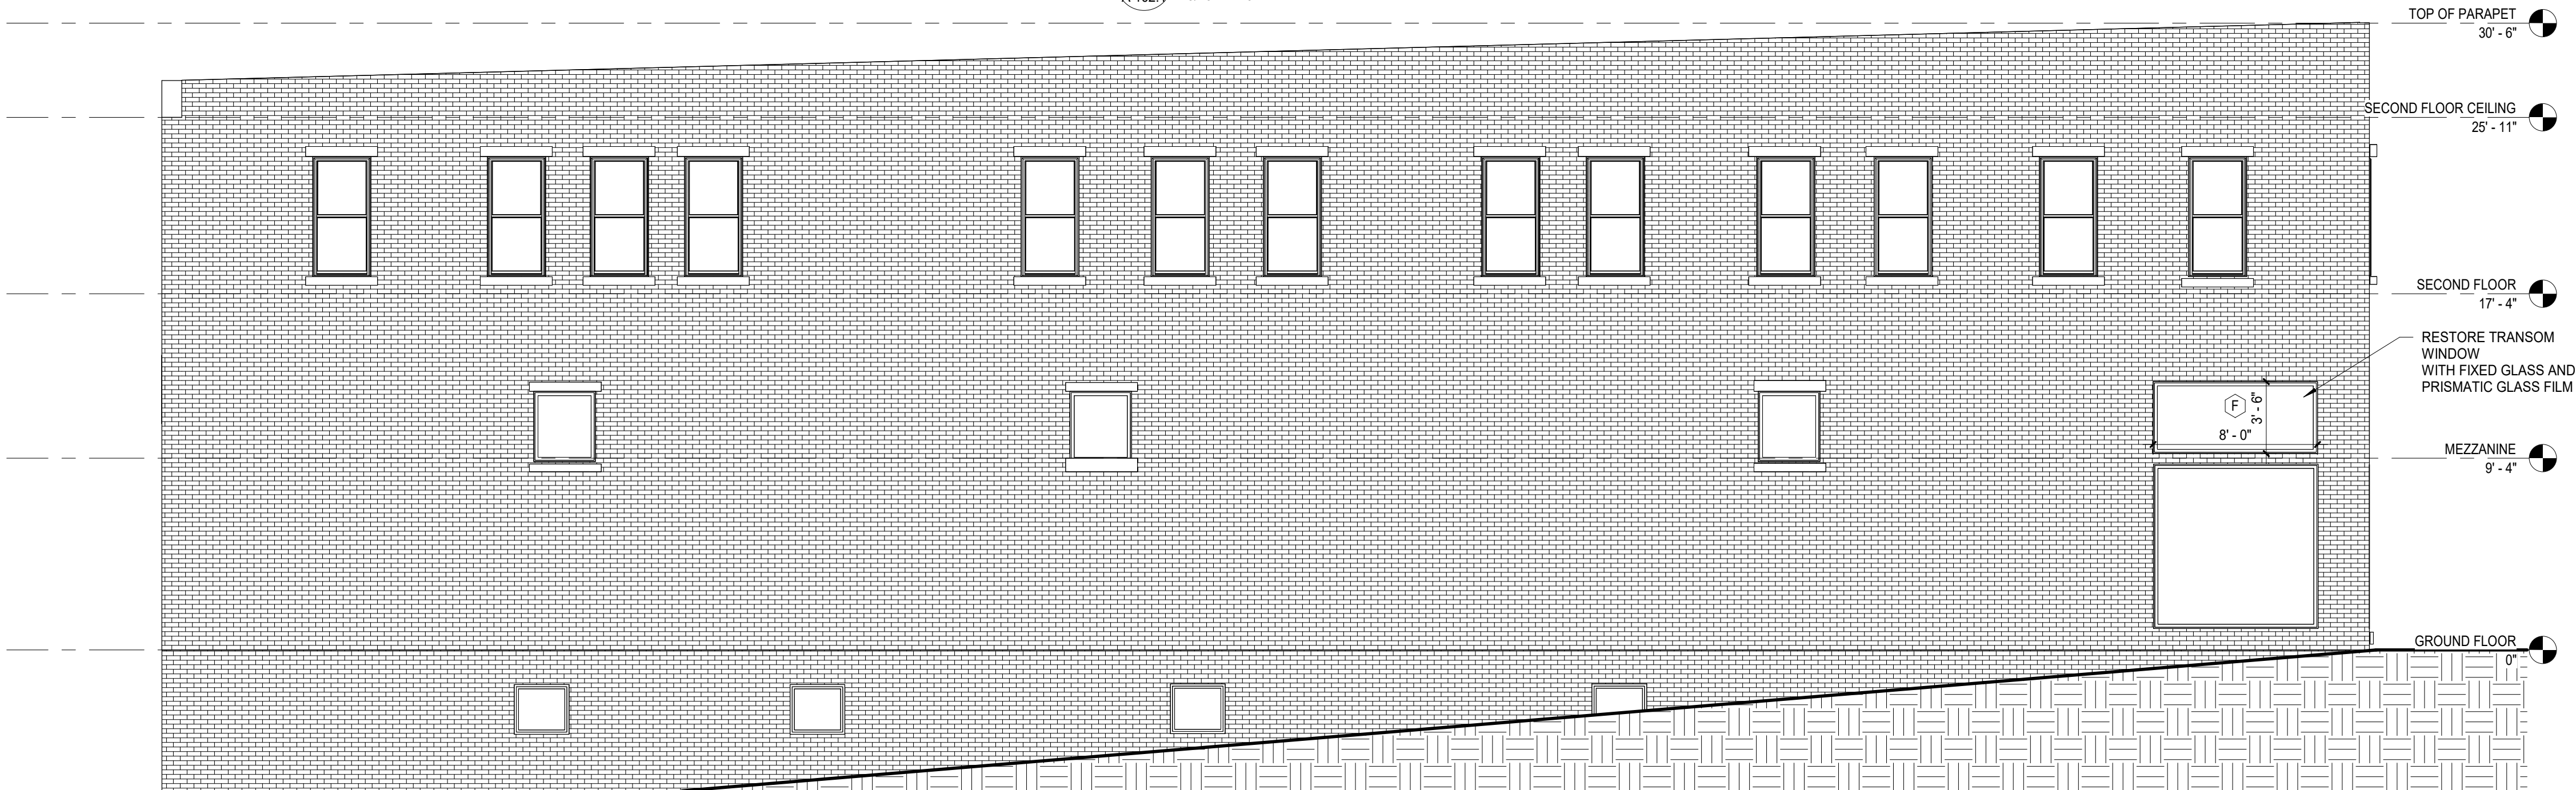 TOP OF PARAPET
30' - 6"
SECOND FLOOR CEILING
25' - 11"
SECOND FLOOR
17' - 4"
RESTORE TRANSOM
WINDOW
WITH FIXED GLASS AND
PRISMATIC GLASS FILM
F
3' - 6"
8' - 0"
MEZZANINE
9' - 4"
GROUND FLOOR
0"